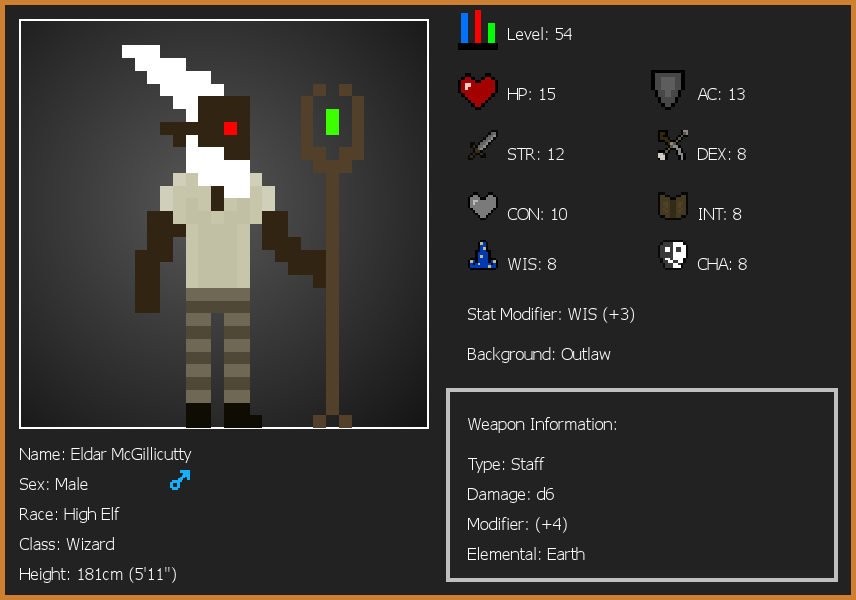 Level: 54
HP: 15
AC: 13
STR: 12
DEX: 8
CON: 10
INT: 8
WIS: 8
CHA: 8
Stat Modifier: WIS (+3)
Background: Outlaw
Weapon Information:
Type: Staff
Damage: d6
Modifier: (+4)
Elemental: Earth
Name: Eldar McGillicutty
Sex: Male
Race: High Elf
Class: Wizard
Height: 181cm (5'11")